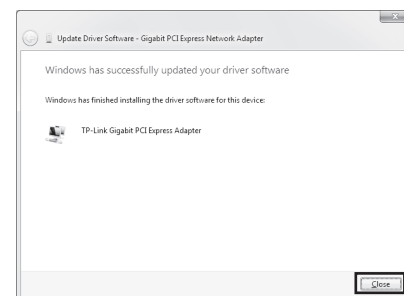 Update Driver Software - Gigabit PCI Express Network Adapter
Windows has successfully updated your driver software
Windows has finished installing the driver software for this device:
TP-Link Gigabit PCI Express Adapter
Close